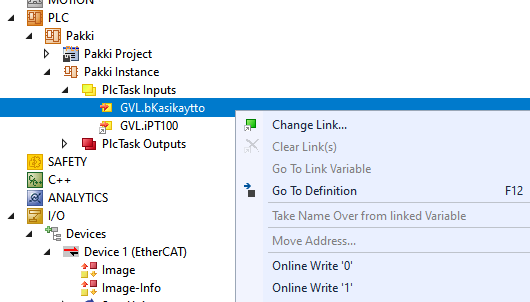 MOTION
PLC
Pakki
Pakki Project
Pakki Instance
PlcTask Inputs
GVL.bKasikaytto
GVL.iPT100
PlcTask Outputs
SAFETY
C++
ANALYTICS
I/O
Devices
Device 1 (EtherCAT)
Image
Image-Info
Change Link...
Clear Link(s)
Go To Link Variable
Go To Definition F12
Take Name Over from linked Variable
Move Address...
Online Write '0'
Online Write '1'